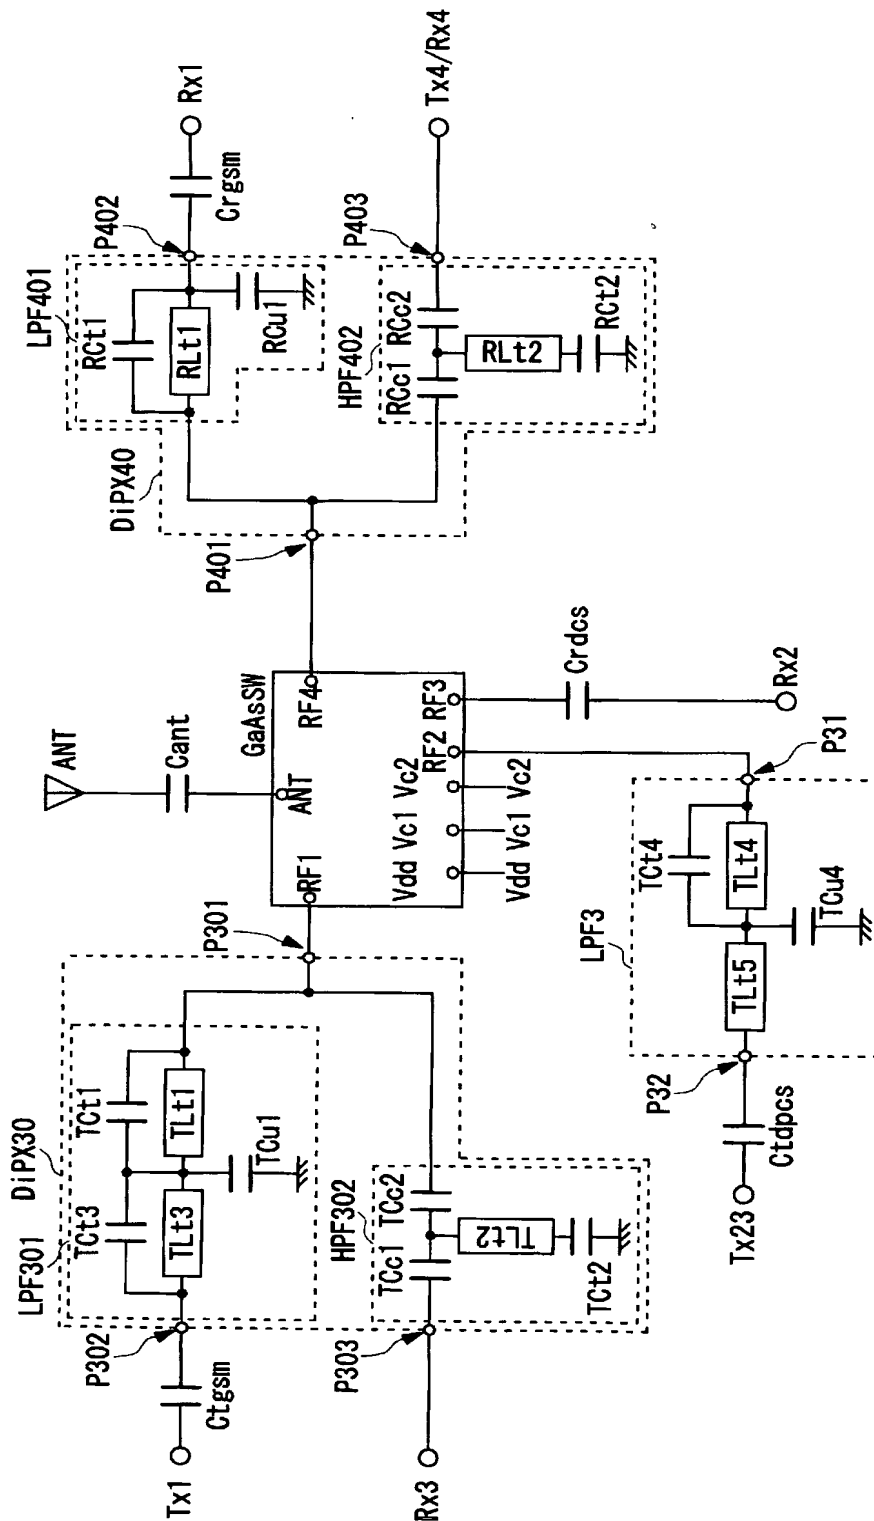 ANT
Cant
GaAsSW
ANT
RF1
RF4
Vdd
Vc1
Vc2
RF2
RF3
Vdd
Vc1
Vc2
DiPX30
LPF301
TCt3
TCt1
TLt3
TLt1
TCu1
P301
P302
Ctgsm
Tx1
HPF302
TCc1
TCc2
TLt2
TCt2
P303
Rx3
DiPX40
LPF401
RCt1
RLt1
RCu1
P401
P402
Crgsm
Rx1
HPF402
RCc1
RCc2
RLt2
RCt2
P403
Tx4/Rx4
Crdcs
Rx2
P31
LPF3
TCt4
TLt5
TLt4
TCu4
P32
Ctdpcs
Tx23